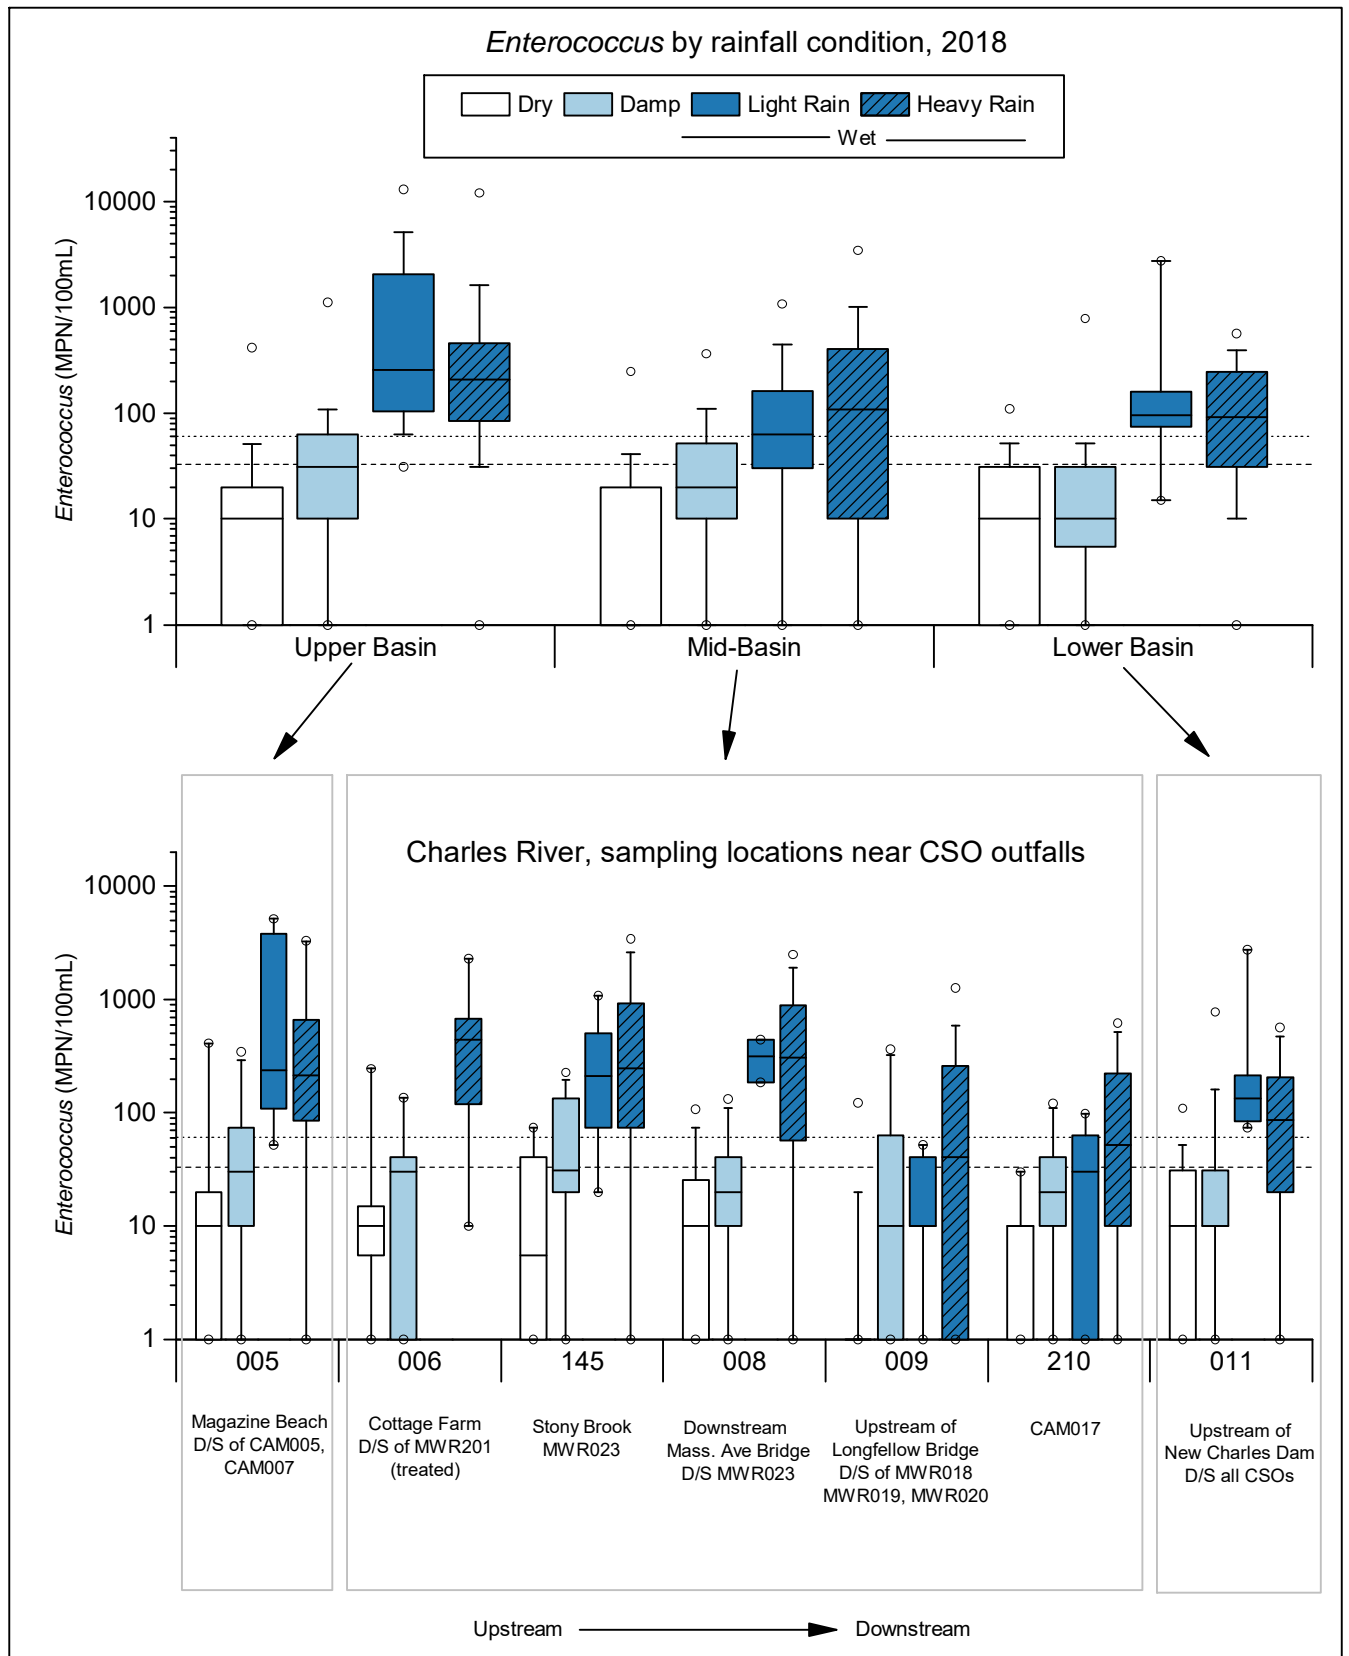 Enterococcus by rainfall condition, 2018
Dry Damp Light Rain Heavy Rain
Wet
Enterococcus (MPN/100mL)
10000
1000
100
10
1
Upper Basin Mid-Basin Lower Basin
Charles River, sampling locations near CSO outfalls
Enterococcus (MPN/100mL)
10000
1000
100
10
1
005 006 145 008 009 210 011
Magazine Beach
D/S of CAM005,
CAM007
Cottage Farm
D/S of MWR201
(treated)
Stony Brook
MWR023
Downstream
Mass. Ave Bridge
D/S MWR023
Upstream of
Longfellow Bridge
D/S of MWR018
MWR019, MWR020
CAM017
Upstream of
New Charles Dam
D/S all CSOs
Upstream Downstream